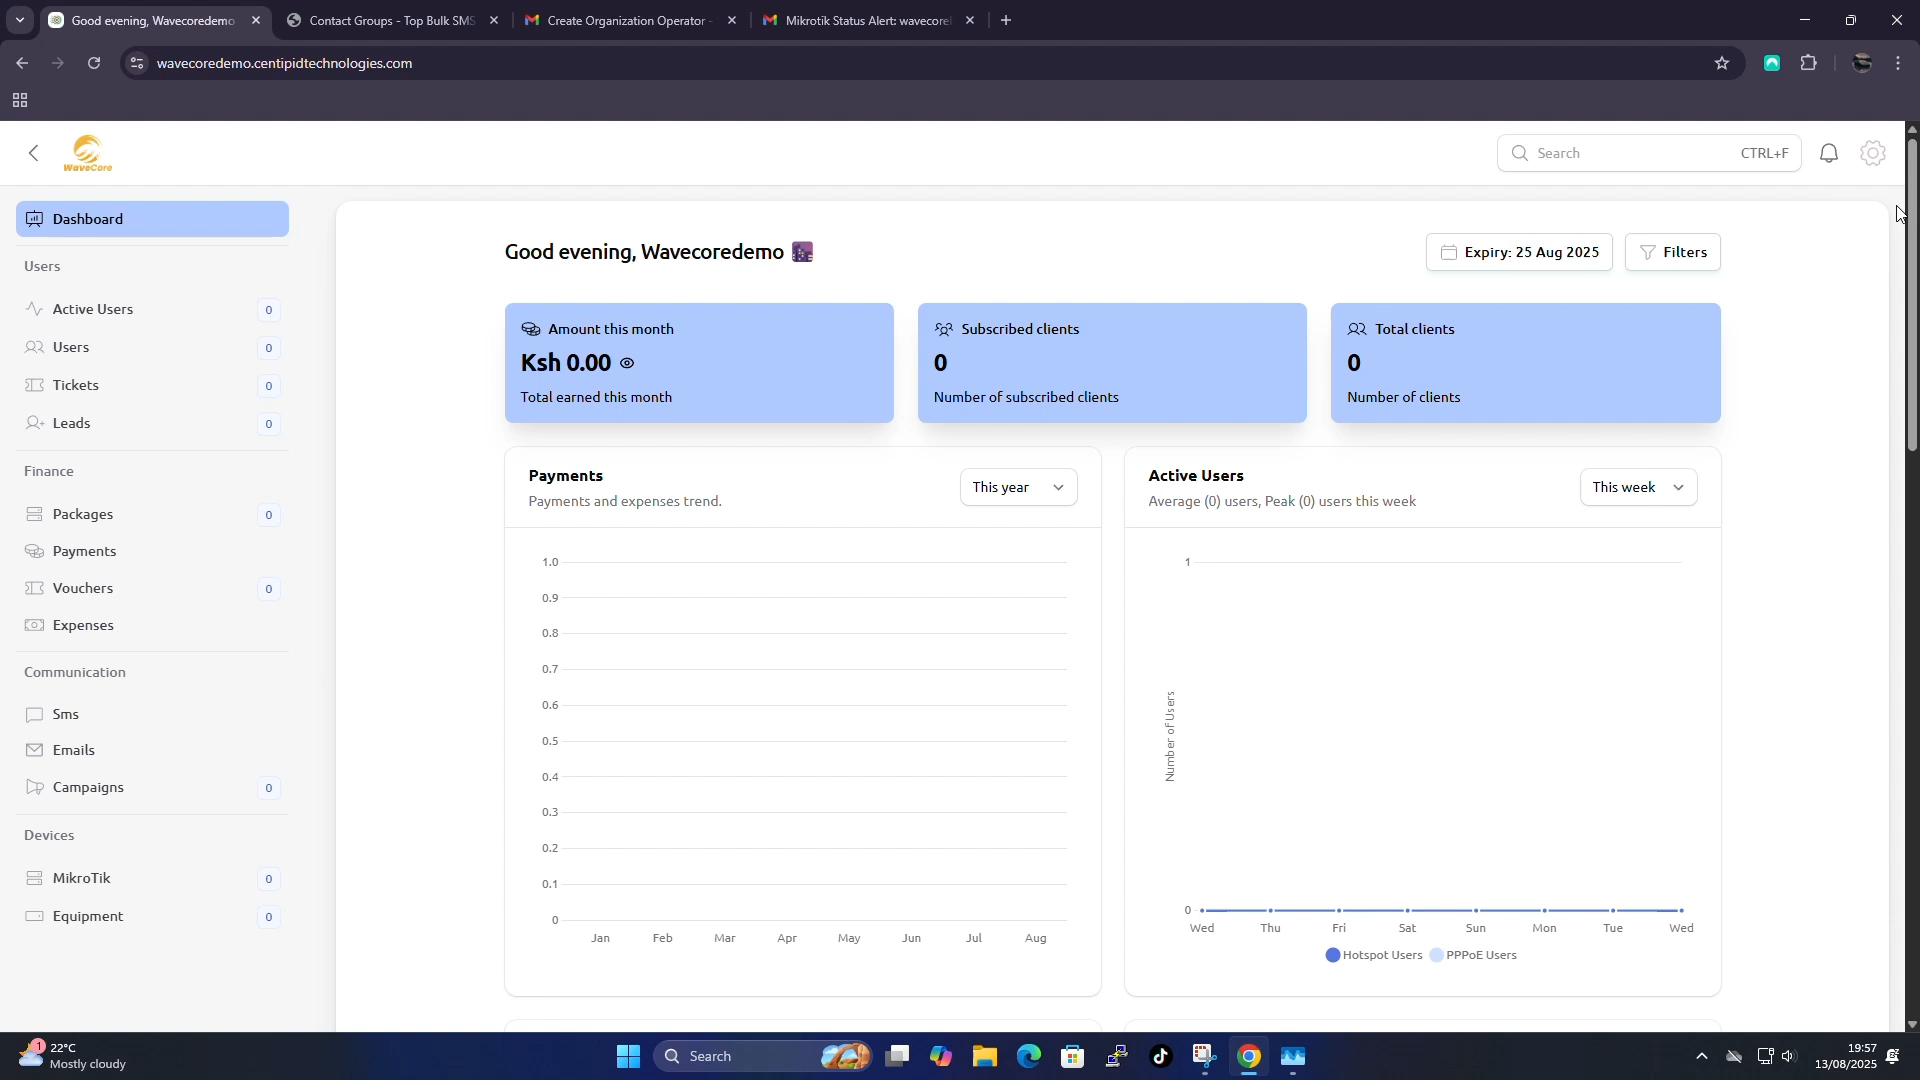 Good evening, Wavecoredemo
Contact Groups - Top Bulk SMS
Create Organization Operator -
Mikrotik Status Alert: wavecore
wavecoredemo.centipidtechnologies.com
WaveCore
Search
CTRL+F
Dashboard
Users
Active Users 0
Users 0
Tickets 0
Leads 0
Finance
Packages 0
Payments
Vouchers 0
Expenses
Communication
Sms
Emails
Campaigns 0
Devices
MikroTik 0
Equipment 0
Good evening, Wavecoredemo
Expiry: 25 Aug 2025
Filters
Amount this month
Ksh 0.00
Total earned this month
Subscribed clients
0
Number of subscribed clients
Total clients
0
Number of clients
Payments
Payments and expenses trend.
This year
1.0
0.9
0.8
0.7
0.6
0.5
0.4
0.3
0.2
0.1
0
Jan Feb Mar Apr May Jun Jul Aug
Active Users
Average (0) users, Peak (0) users this week
This week
1
Number of Users
0
Wed Thu Fri Sat Sun Mon Tue Wed
Hotspot Users PPPoE Users
1
22°C
Mostly cloudy
Search
19:57
13/08/2025